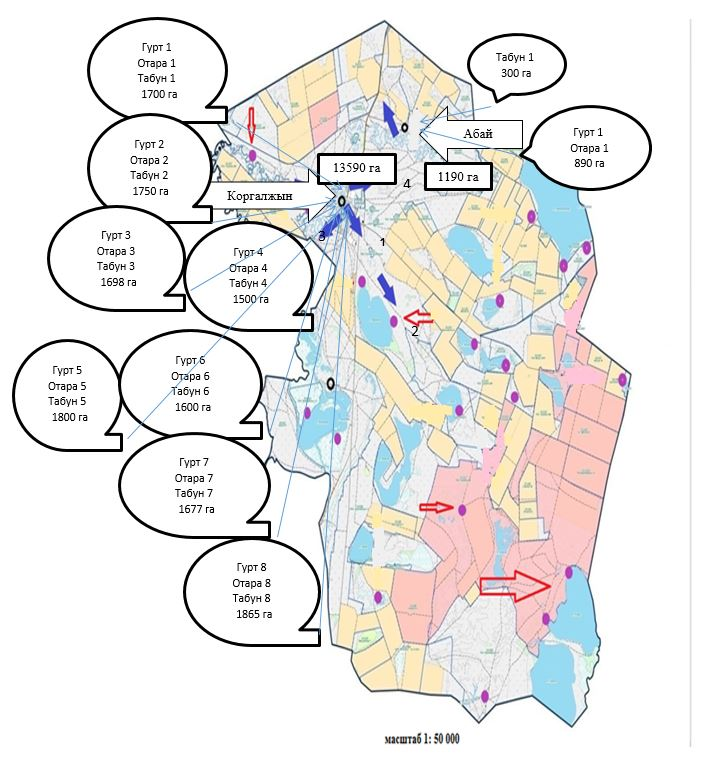 Гурт 1
Отара 1
Табун 1
1700 га
Табун 1
300 га
Гурт 2
Отара 2
Табун 2
1750 га
Абай
Гурт 1
Отара 1
890 га
13590 га
1190 га
4
Коргалжын
Гурт 3
Отара 3
Табун 3
1698 га
3
1
Гурт 4
Отара 4
Табун 4
1500 га
2
Гурт 5
Отара 5
Табун 5
1800 га
Гурт 6
Отара 6
Табун 6
1600 га
Гурт 7
Отара 7
Табун 7
1677 га
Гурт 8
Отара 8
Табун 8
1865 га
масштаб 1: 50 000